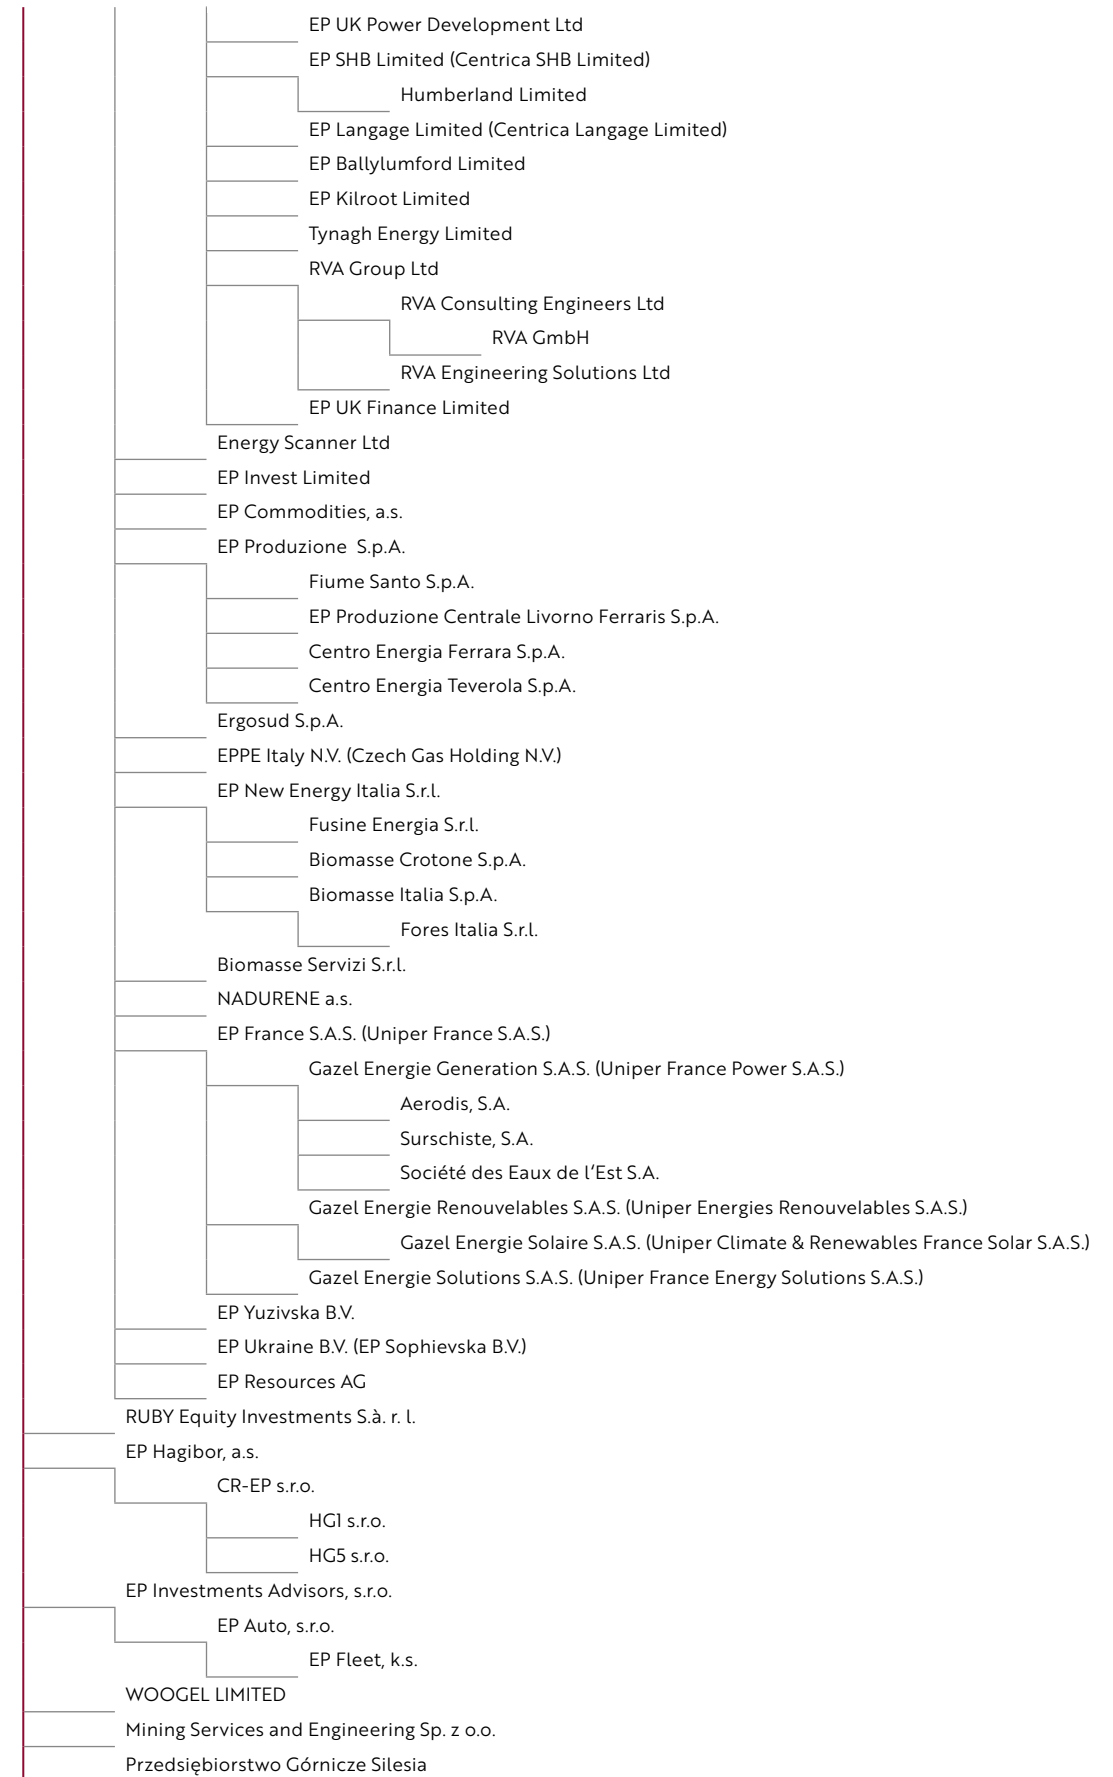 EP UK Power Development Ltd
EP SHB Limited (Centrica SHB Limited)
Humberland Limited
EP Langage Limited (Centrica Langage Limited)
EP Ballylumford Limited
EP Kilroot Limited
Tynagh Energy Limited
RVA Group Ltd
RVA Consulting Engineers Ltd
RVA GmbH
RVA Engineering Solutions Ltd
EP UK Finance Limited
Energy Scanner Ltd
EP Invest Limited
EP Commodities, a.s.
EP Produzione S.p.A.
Fiume Santo S.p.A.
EP Produzione Centrale Livorno Ferraris S.p.A.
Centro Energia Ferrara S.p.A.
Centro Energia Teverola S.p.A.
Ergosud S.p.A.
EPPE Italy N.V. (Czech Gas Holding N.V.)
EP New Energy Italia S.r.l.
Fusine Energia S.r.l.
Biomasse Crotone S.p.A.
Biomasse Italia S.p.A.
Fores Italia S.r.l.
Biomasse Servizi S.r.l.
NADURENE a.s.
EP France S.A.S. (Uniper France S.A.S.)
Gazel Energie Generation S.A.S. (Uniper France Power S.A.S.)
Aerodis, S.A.
Surschiste, S.A.
Société des Eaux de l’Est S.A.
Gazel Energie Renouvelables S.A.S. (Uniper Energies Renouvelables S.A.S.)
Gazel Energie Solaire S.A.S. (Uniper Climate & Renewables France Solar S.A.S.)
Gazel Energie Solutions S.A.S. (Uniper France Energy Solutions S.A.S.)
EP Yuzivska B.V.
EP Ukraine B.V. (EP Sophievska B.V.)
EP Resources AG
RUBY Equity Investments S.à. r. l.
EP Hagibor, a.s.
CR-EP s.r.o.
HG1 s.r.o.
HG5 s.r.o.
EP Investments Advisors, s.r.o.
EP Auto, s.r.o.
EP Fleet, k.s.
WOOGEL LIMITED
Mining Services and Engineering Sp. z o.o.
Przedsiębiorstwo Górnicze Silesia